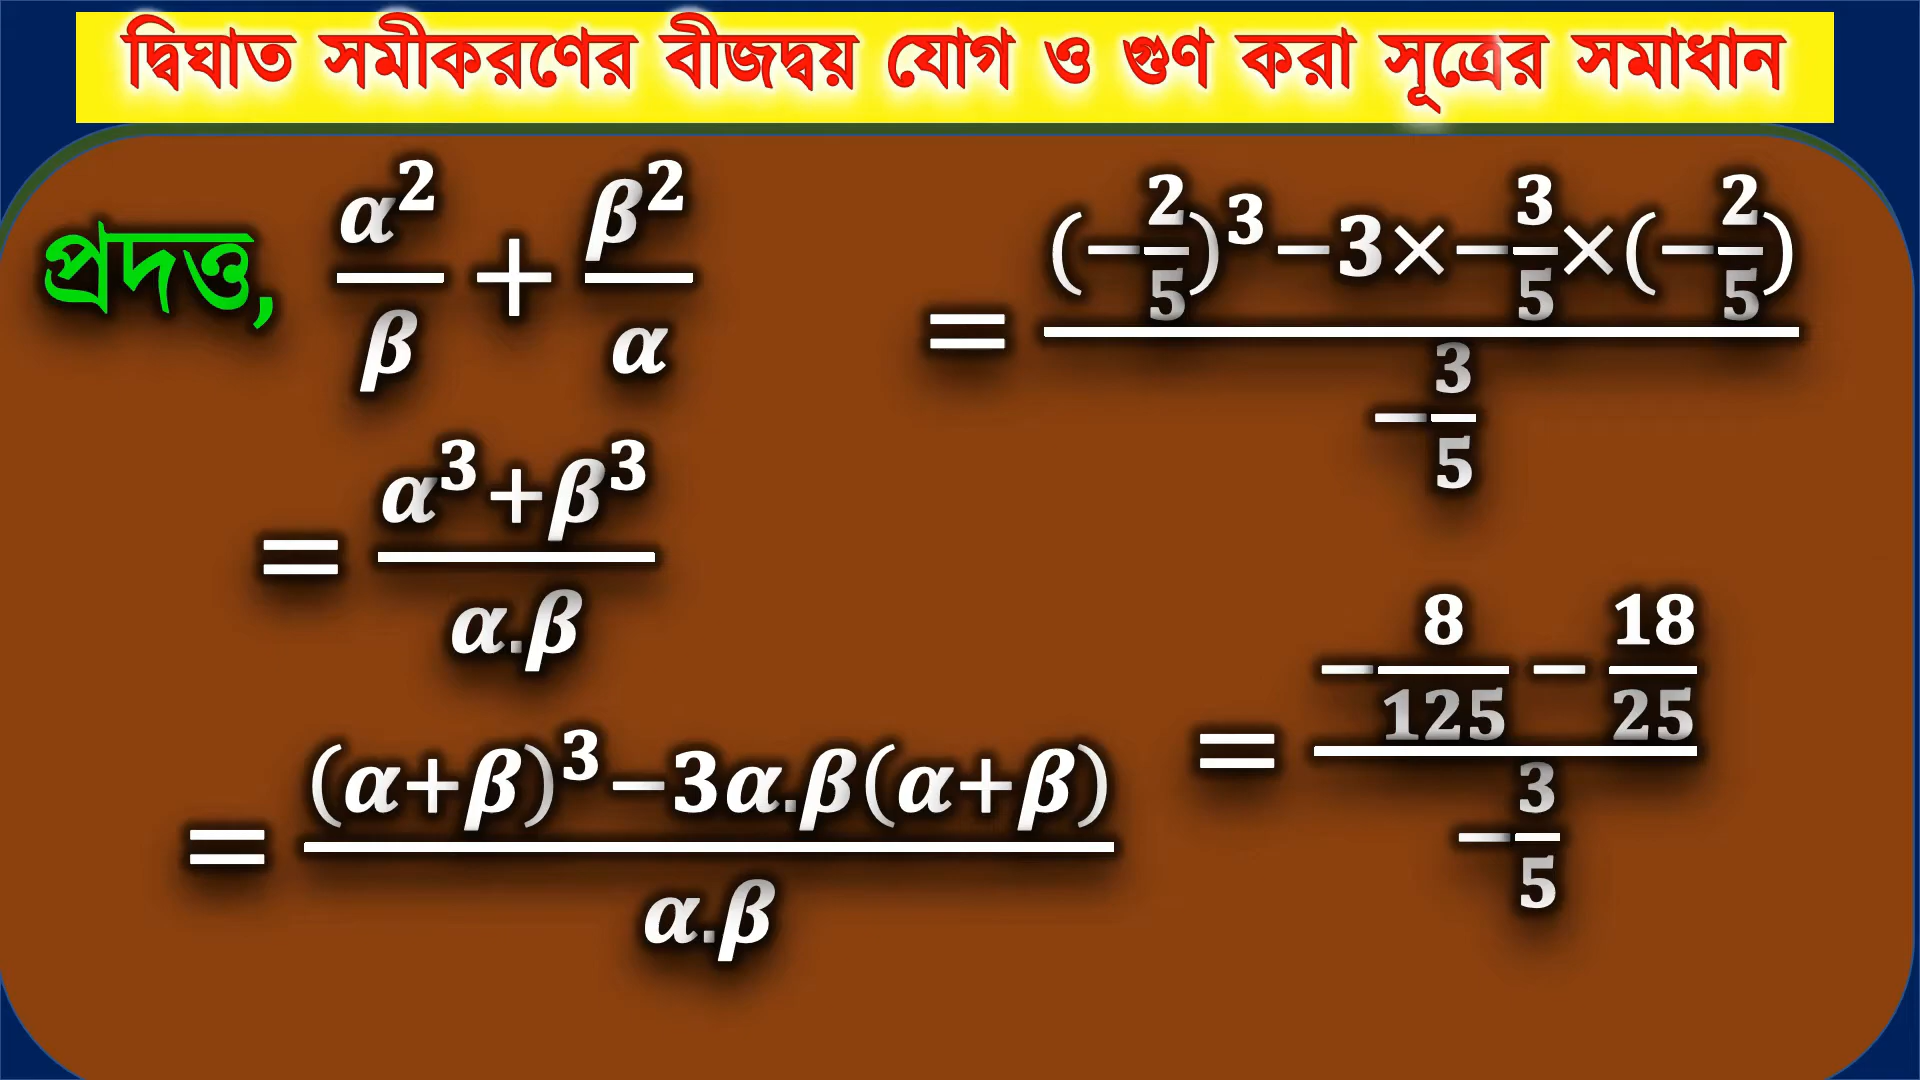 দ্বিঘাত সমীকরণের বীজদ্বয় যোগ ও গুণ করা সূত্রের সমাধান
প্রদত্ত, α²/β + β²/α
= (α³+β³)/(α.β)
= ((α+β)³−3α.β(α+β))/(α.β)
= ((−2/5)³−3×−3/5×(−2/5))/(−3/5)
= (−8/125 − 18/25)/(−3/5)